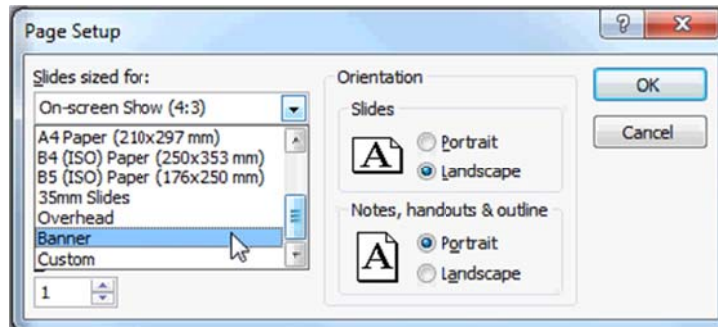 Page Setup
Slides sized for:
On-screen Show (4:3)
A4 Paper (210x297 mm)
B4 (ISO) Paper (250x353 mm)
B5 (ISO) Paper (176x250 mm)
35mm Slides
Overhead
Banner
Custom
1
Orientation
Slides
A
Portrait
Landscape
Notes, handouts & outline
A
Portrait
Landscape
?
OK
Cancel